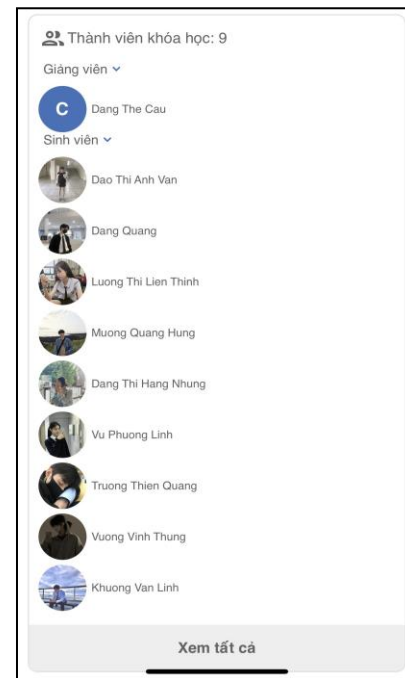 Thành viên khóa học: 9
Giảng viên
C
Dang The Cau
Sinh viên
Dao Thi Anh Van
Dang Quang
Luong Thi Lien Thinh
Muong Quang Hung
Dang Thi Hang Nhung
Vu Phuong Linh
Truong Thien Quang
Vuong Vinh Thung
Khuong Van Linh
Xem tất cả